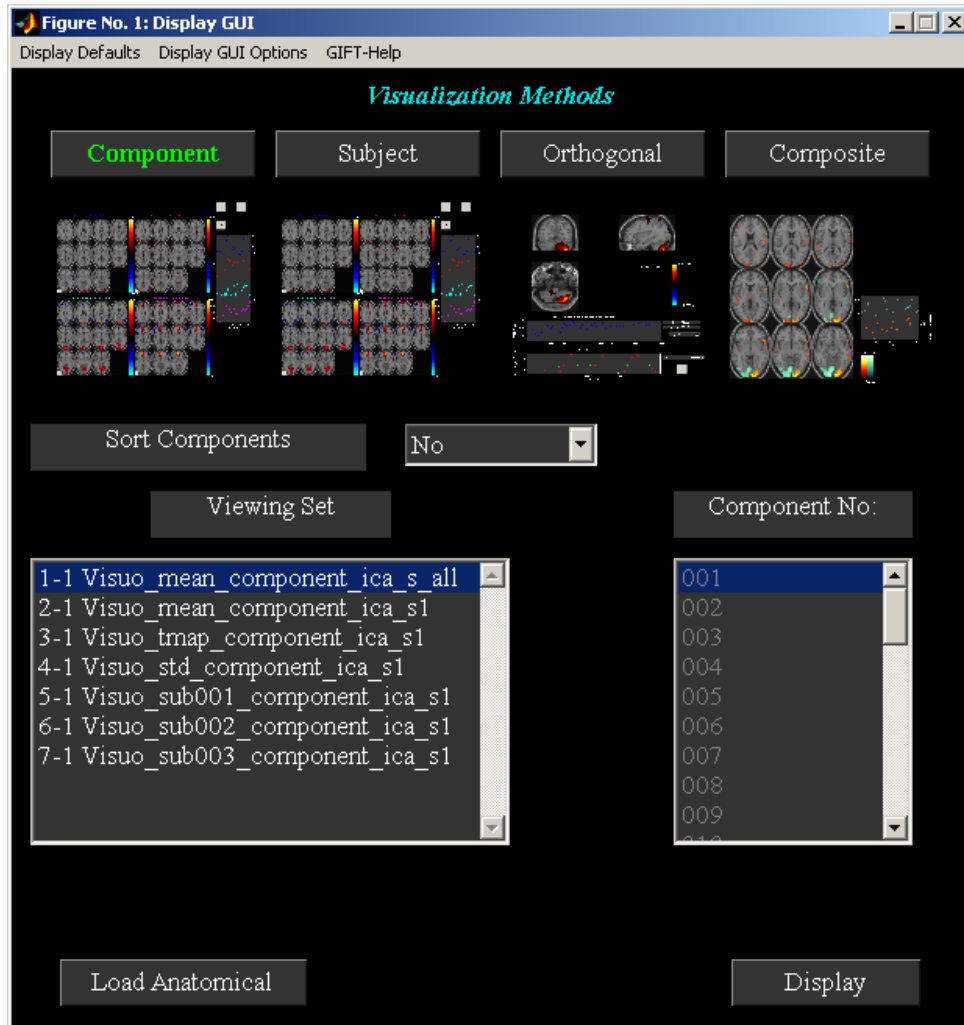 Figure No. 1: Display GUI
Display Defaults Display GUI Options GIFT-Help
Visualization Methods
Component Subject Orthogonal Composite
Sort Components No
Viewing Set Component No:
1-1 Visuo_mean_component_ica_s_all
2-1 Visuo_mean_component_ica_s1
3-1 Visuo_tmap_component_ica_s1
4-1 Visuo_std_component_ica_s1
5-1 Visuo_sub001_component_ica_s1
6-1 Visuo_sub002_component_ica_s1
7-1 Visuo_sub003_component_ica_s1
001
002
003
004
005
006
007
008
009
Load Anatomical Display